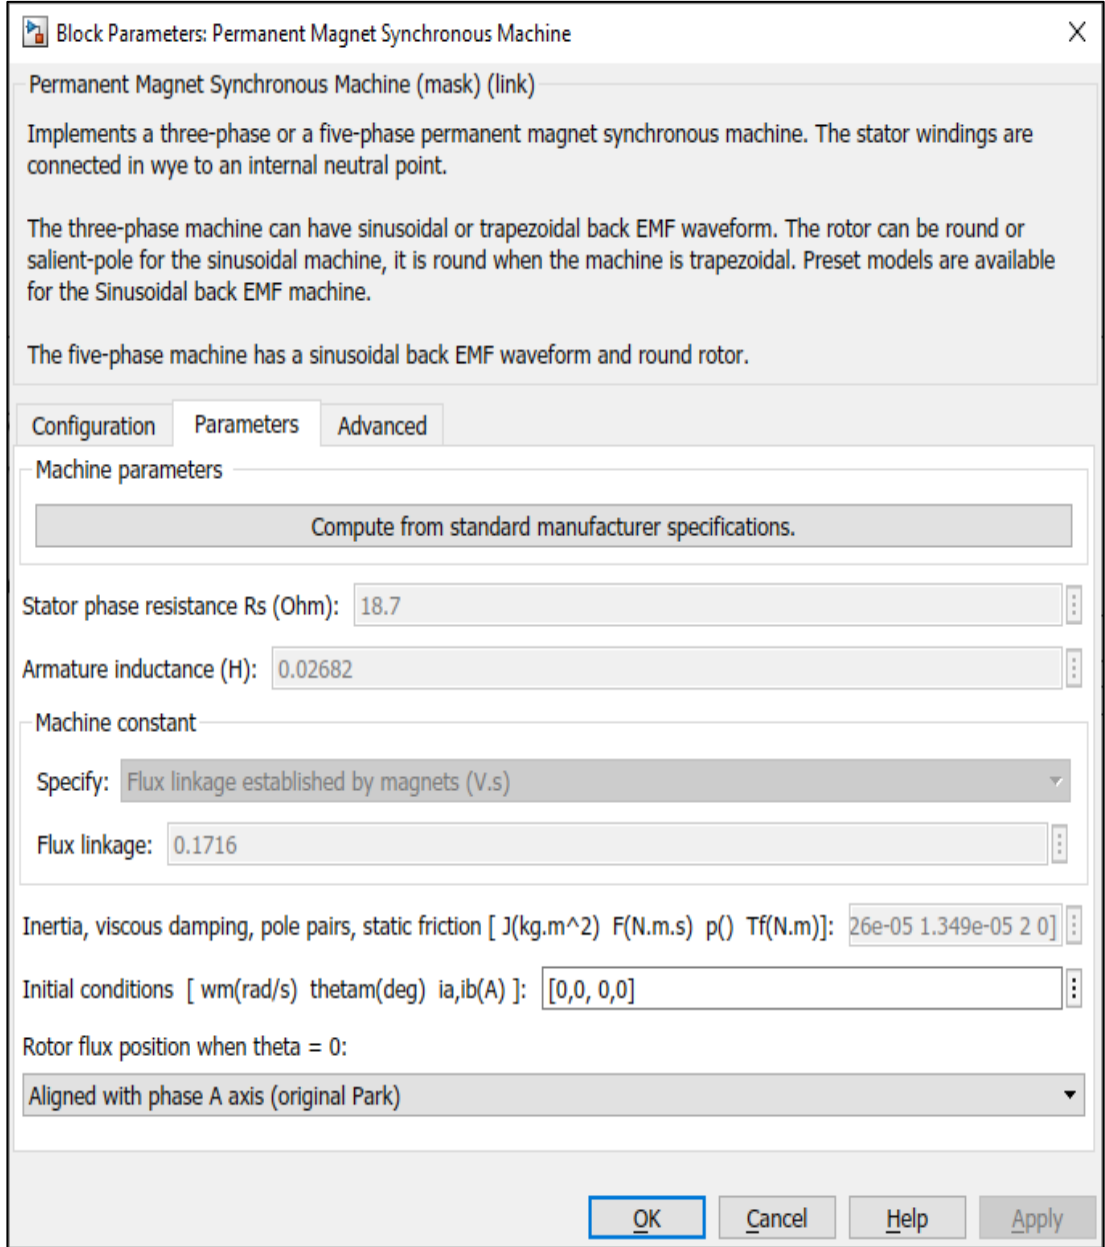 Block Parameters: Permanent Magnet Synchronous Machine
Permanent Magnet Synchronous Machine (mask) (link)
Implements a three-phase or a five-phase permanent magnet synchronous machine. The stator windings are
connected in wye to an internal neutral point.
The three-phase machine can have sinusoidal or trapezoidal back EMF waveform. The rotor can be round or
salient-pole for the sinusoidal machine, it is round when the machine is trapezoidal. Preset models are available
for the Sinusoidal back EMF machine.
The five-phase machine has a sinusoidal back EMF waveform and round rotor.
Configuration Parameters Advanced
Machine parameters
Compute from standard manufacturer specifications.
Stator phase resistance Rs (Ohm): 18.7
Armature inductance (H): 0.02682
Machine constant
Specify: Flux linkage established by magnets (V.s)
Flux linkage: 0.1716
Inertia, viscous damping, pole pairs, static friction [ J(kg.m^2) F(N.m.s) p() Tf(N.m)]: 26e-05 1.349e-05 2 0]
Initial conditions [ wm(rad/s) thetam(deg) ia,ib(A) ]: [0,0, 0,0]
Rotor flux position when theta = 0:
Aligned with phase A axis (original Park)
OK Cancel Help Apply